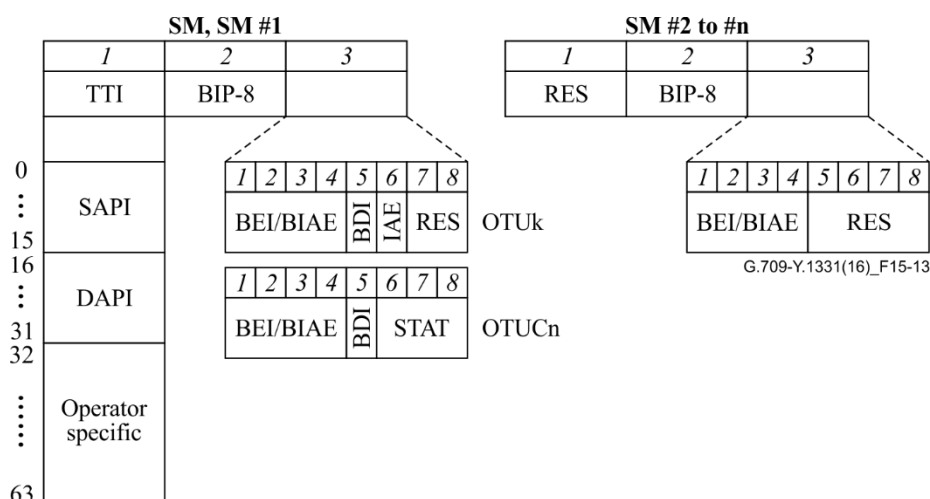 SM, SM #1
SM #2 to #n
1 2 3
1 2 3
TTI BIP-8
RES BIP-8
0
⋮
15
SAPI
1 2 3 4 5 6 7 8
BEI/BIAE BDI IAE RES OTUk
1 2 3 4 5 6 7 8
BEI/BIAE RES
G.709-Y.1331(16)_F15-13
16
⋮
31
DAPI
1 2 3 4 5 6 7 8
BEI/BIAE BDI STAT OTUCn
32
⋮
63
Operator
specific